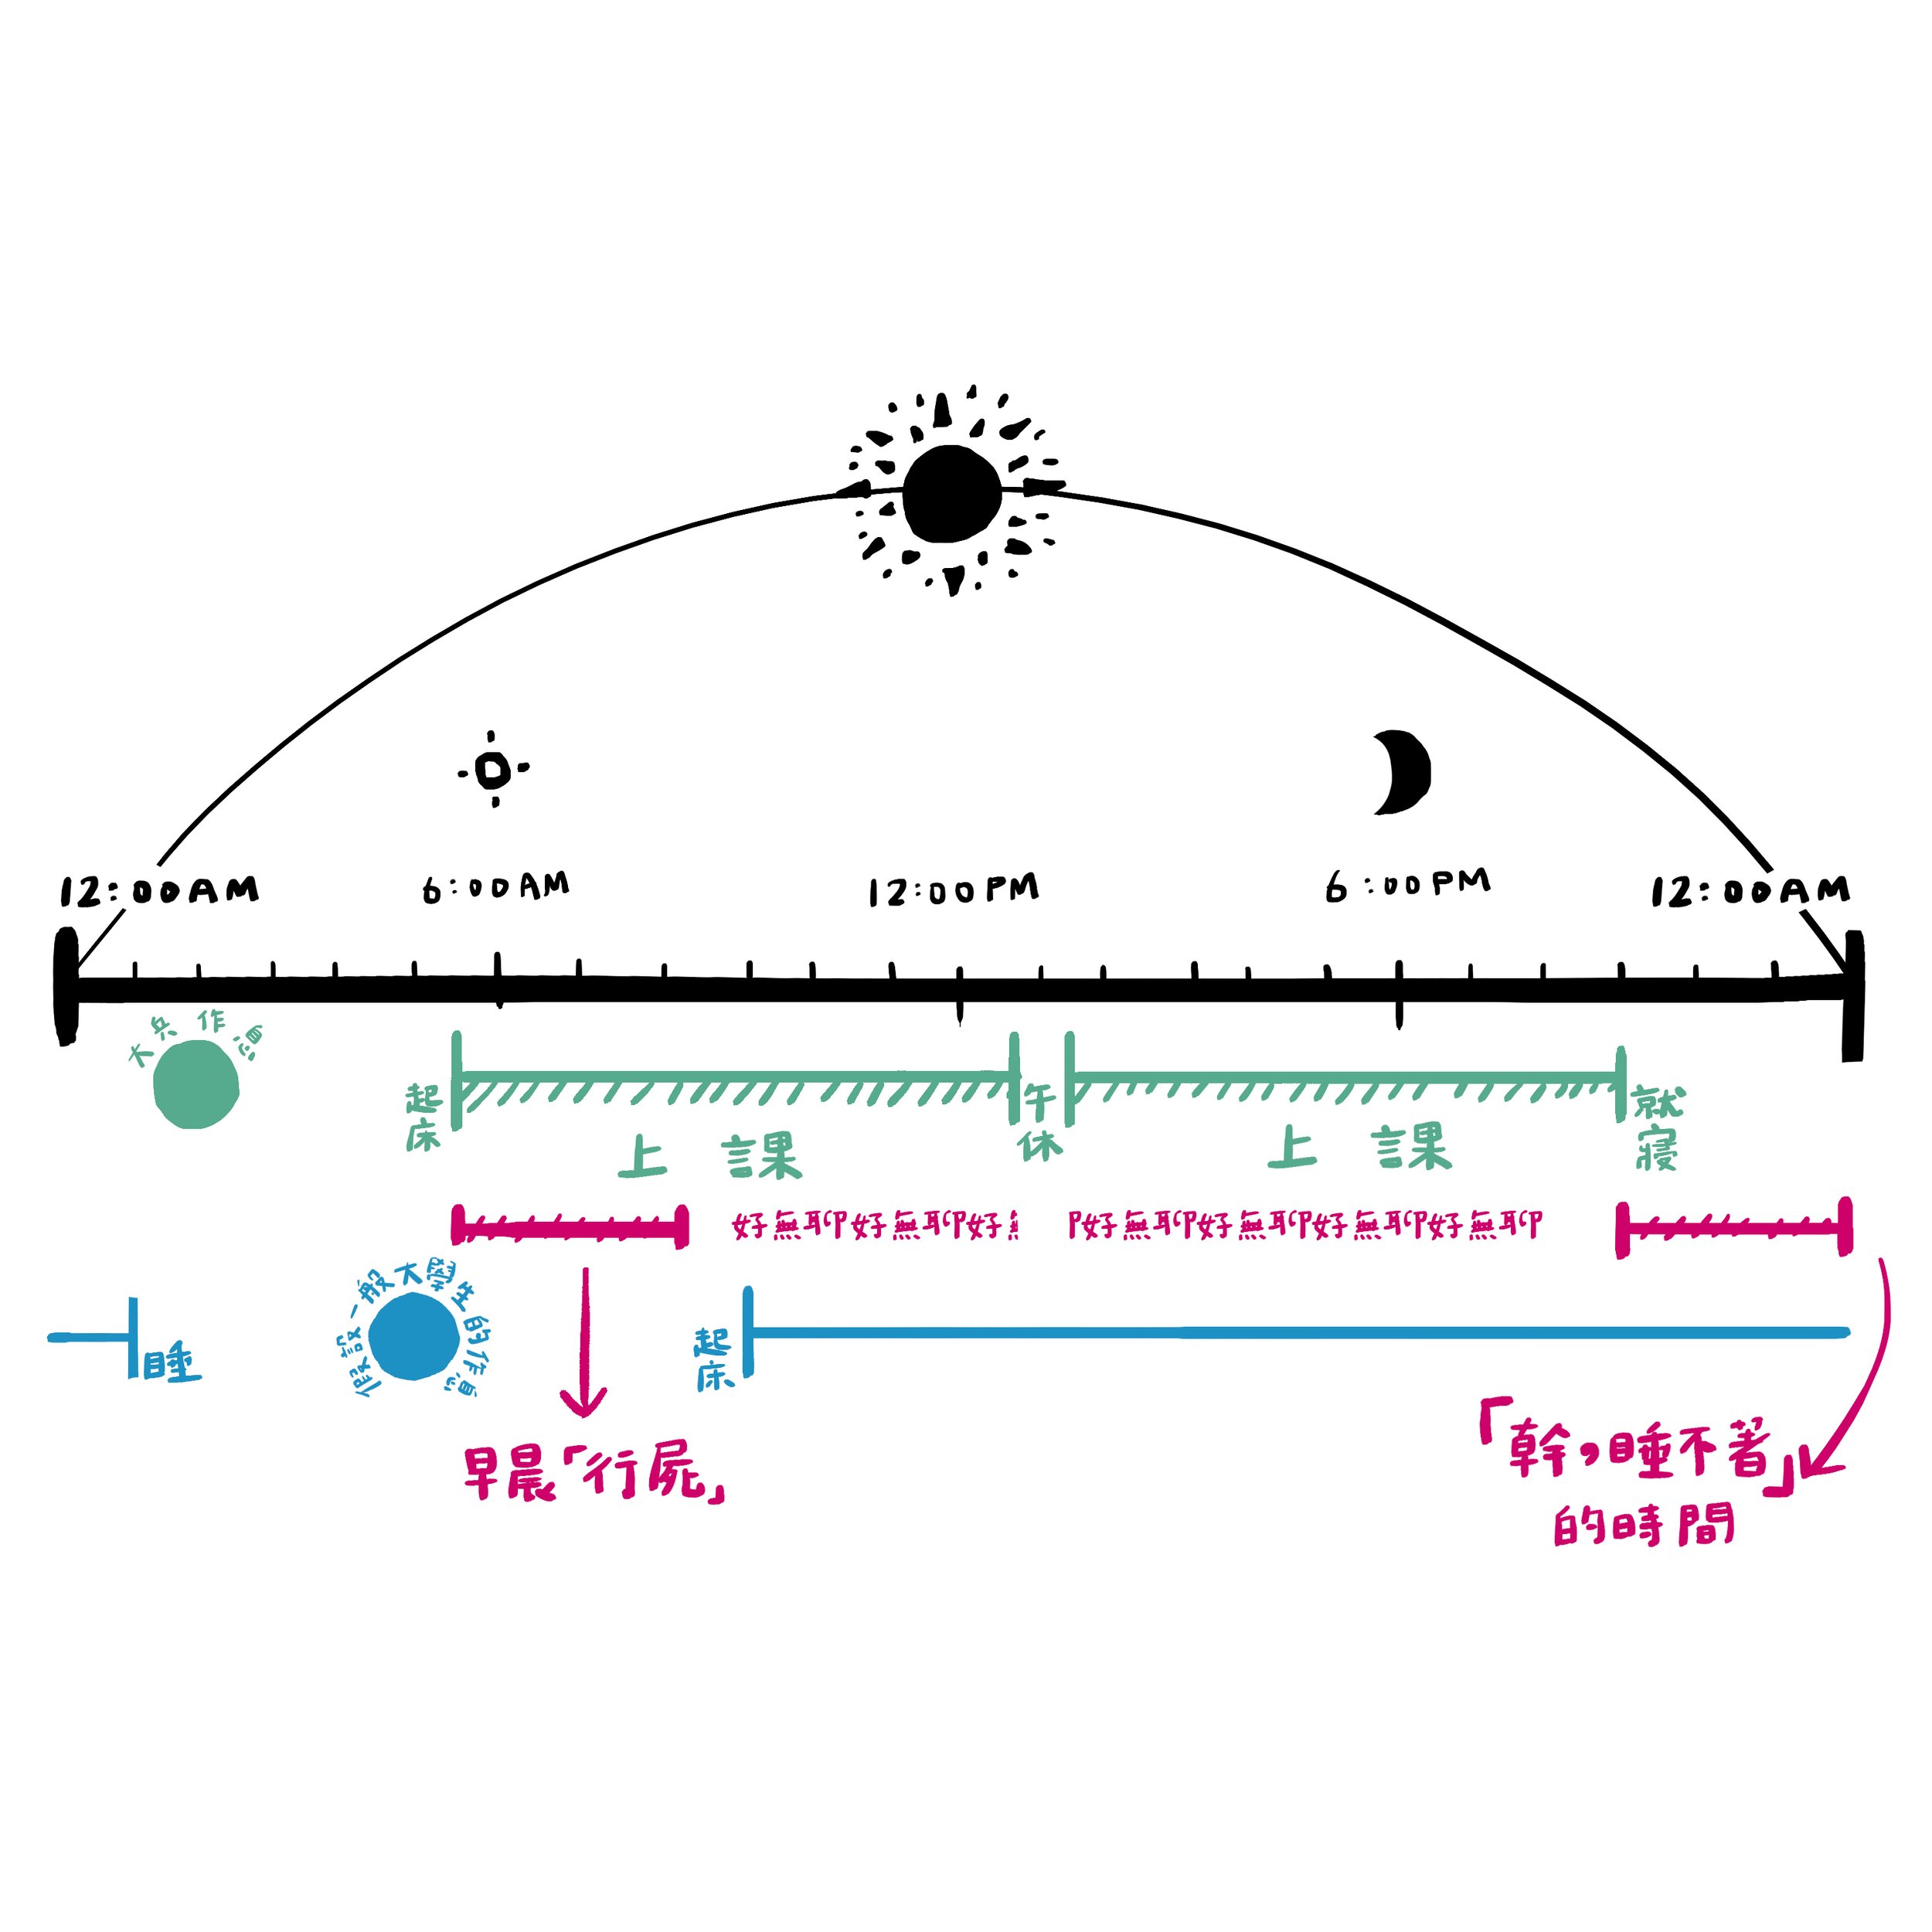 12:00AM
6:00AM
12:00PM
6:00PM
12:00AM
大兵作息
起床
上課
午休
上課
就寢
好無聊好無聊好
好無聊好無聊好無聊好無聊
睡
假設一般大學生的作息
起床
早晨「行屍」
「幹，睡不著」
的時間